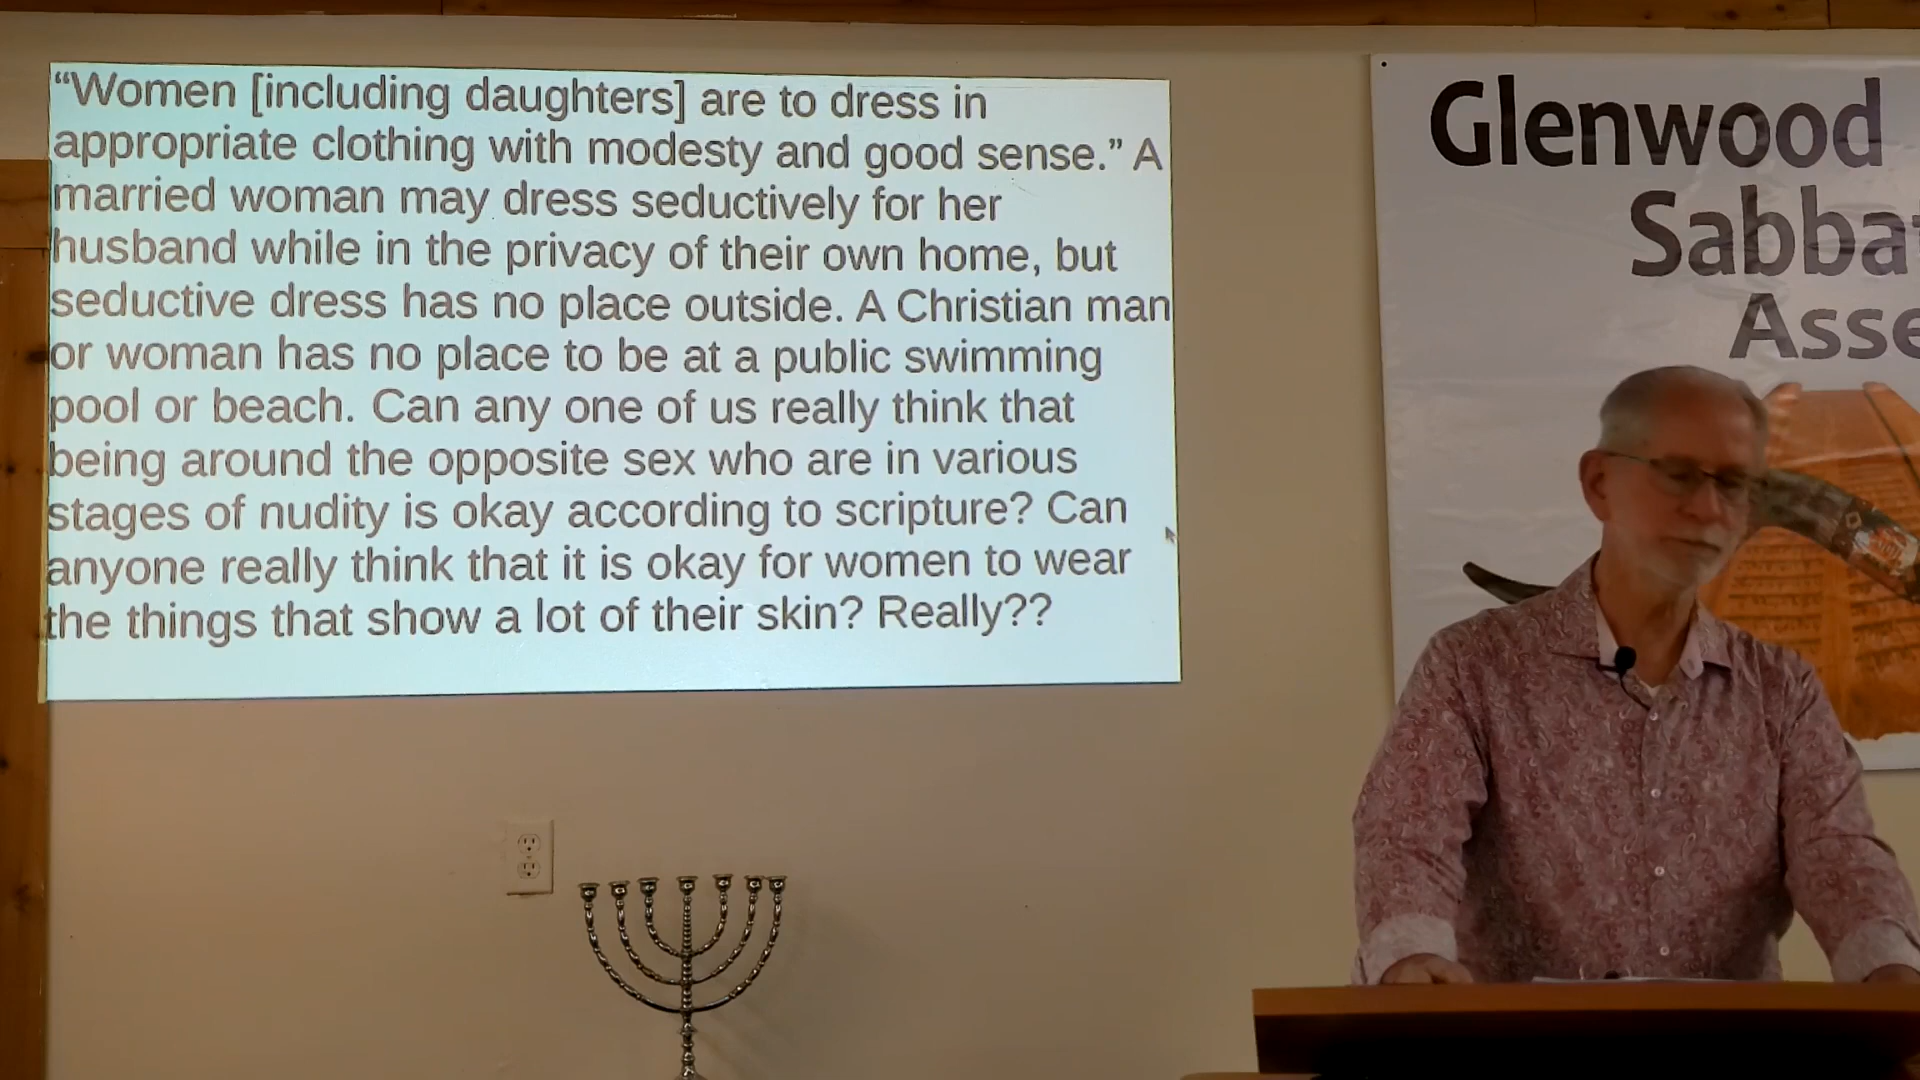 “Women [including daughters] are to dress in
appropriate clothing with modesty and good sense.” A
married woman may dress seductively for her
husband while in the privacy of their own home, but
seductive dress has no place outside. A Christian man
or woman has no place to be at a public swimming
pool or beach. Can any one of us really think that
being around the opposite sex who are in various
stages of nudity is okay according to scripture? Can
anyone really think that it is okay for women to wear
the things that show a lot of their skin? Really??
Glenwood
Sabbat
Asse